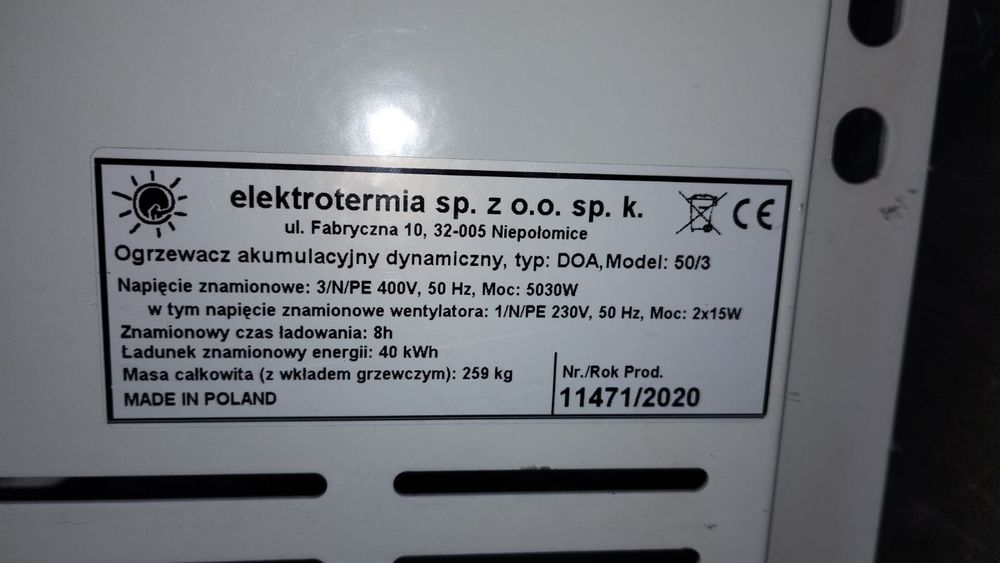 elektrotermia sp. z o.o. sp. k.
ul. Fabryczna 10, 32-005 Niepołomice
CE
Ogrzewacz akumulacyjny dynamiczny, typ: DOA, Model: 50/3
Napięcie znamionowe: 3/N/PE 400V, 50 Hz, Moc: 5030W
w tym napięcie znamionowe wentylatora: 1/N/PE 230V, 50 Hz, Moc: 2x15W
Znamionowy czas ładowania: 8h
Ładunek znamionowy energii: 40 kWh
Masa całkowita (z wkładem grzewczym): 259 kg
MADE IN POLAND
Nr./Rok Prod.
11471/2020